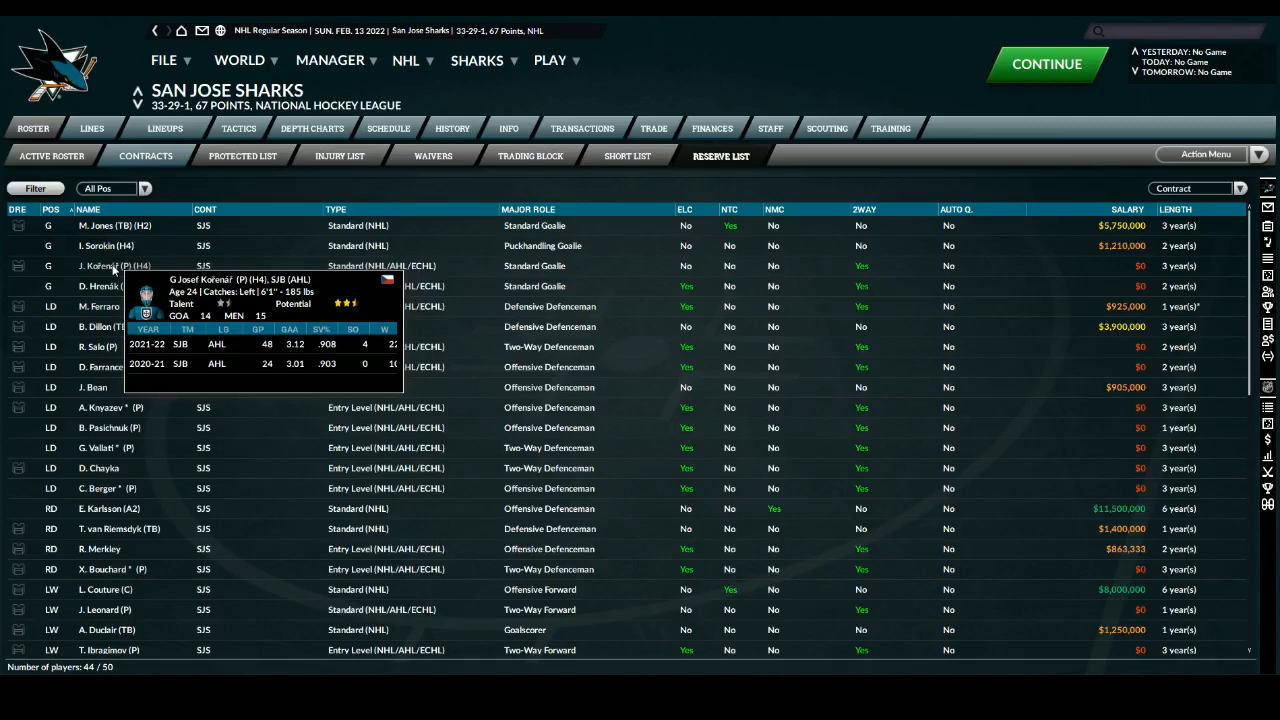 NHL Regular Season | SUN. FEB. 13 2022 | San Jose Sharks | 33-29-1, 67 Points, NHL
FILE WORLD MANAGER NHL SHARKS PLAY
CONTINUE
YESTERDAY: No Game
TODAY: No Game
TOMORROW: No Game
SAN JOSE SHARKS
33-29-1, 67 POINTS, NATIONAL HOCKEY LEAGUE
ROSTER LINES LINEUPS TACTICS DEPTH CHARTS SCHEDULE HISTORY INFO TRANSACTIONS TRADE FINANCES STAFF SCOUTING TRAINING
ACTIVE ROSTER CONTRACTS PROTECTED LIST INJURY LIST WAIVERS TRADING BLOCK SHORT LIST RESERVE LIST Action Menu
Filter All Pos Contract
DRE POS NAME CONT TYPE MAJOR ROLE ELC NTC NMC 2WAY AUTO Q. SALARY LENGTH
G M. Jones (TB) (H2) SJS Standard (NHL) Standard Goalie No Yes No No No $5,750,000 3 year(s)
G I. Sorokin (H4) SJS Standard (NHL) Puckhandling Goalie No No No No No $1,210,000 2 year(s)
G J. Kořenář (P) (H4) SJS Standard (NHL/AHL/ECHL) Standard Goalie No No No Yes No $0 3 year(s)
G D. Hrenák ( /ECHL) Standard Goalie Yes No No Yes No $0 2 year(s)
LD M. Ferraro /ECHL) Defensive Defenceman Yes No No Yes No $925,000 1 year(s)*
LD B. Dillon (TB Defensive Defenceman No No No No No $3,900,000 3 year(s)
LD R. Salo (P) /ECHL) Two-Way Defenceman Yes No No Yes No $0 2 year(s)
LD D. Farrance /ECHL) Offensive Defenceman Yes No No Yes No $0 2 year(s)
LD J. Bean Offensive Defenceman No No No No No $905,000 1 year(s)
G Josef Kořenář (P) (H4), SJB (AHL)
Age 24 | Catches: Left | 6'1" - 185 lbs
Talent Potential
GOA 14 MEN 15
YEAR TM LG GP GAA SV% SO W
2021-22 SJB AHL 48 3.12 .908 4 22
2020-21 SJB AHL 24 3.01 .903 0 10
LD A. Knyazev * (P) SJS Entry Level (NHL/AHL/ECHL) Offensive Defenceman Yes No No Yes No $0 3 year(s)
LD B. Pasichnuk (P) SJS Entry Level (NHL/AHL/ECHL) Offensive Defenceman Yes No No Yes No $0 1 year(s)
LD G. Vallati * (P) SJS Entry Level (NHL/AHL/ECHL) Two-Way Defenceman Yes No No Yes No $0 3 year(s)
LD D. Chayka SJS Entry Level (NHL/AHL/ECHL) Two-Way Defenceman Yes No No Yes No $0 3 year(s)
LD C. Berger * (P) SJS Entry Level (NHL/AHL/ECHL) Offensive Defenceman Yes No No Yes No $0 3 year(s)
RD E. Karlsson (A2) SJS Standard (NHL) Offensive Defenceman No No Yes No No $11,500,000 6 year(s)
RD T. van Riemsdyk (TB) SJS Standard (NHL) Defensive Defenceman No No No No No $1,400,000 1 year(s)
RD R. Merkley SJS Entry Level (NHL/AHL/ECHL) Offensive Defenceman Yes No No Yes No $863,333 2 year(s)
RD X. Bouchard * (P) SJS Entry Level (NHL/AHL/ECHL) Offensive Defenceman Yes No No Yes No $0 3 year(s)
LW L. Couture (C) SJS Standard (NHL) Offensive Forward No Yes No No No $8,000,000 6 year(s)
LW J. Leonard (P) SJS Standard (NHL/AHL/ECHL) Two-Way Forward No No No Yes No $0 1 year(s)
LW A. Duclair (TB) SJS Standard (NHL) Goalscorer No No No No No $1,250,000 1 year(s)
LW T. Ibragimov (P) SJS Entry Level (NHL/AHL/ECHL) Two-Way Forward Yes No No Yes No $0 3 year(s)
Number of players: 44 / 50